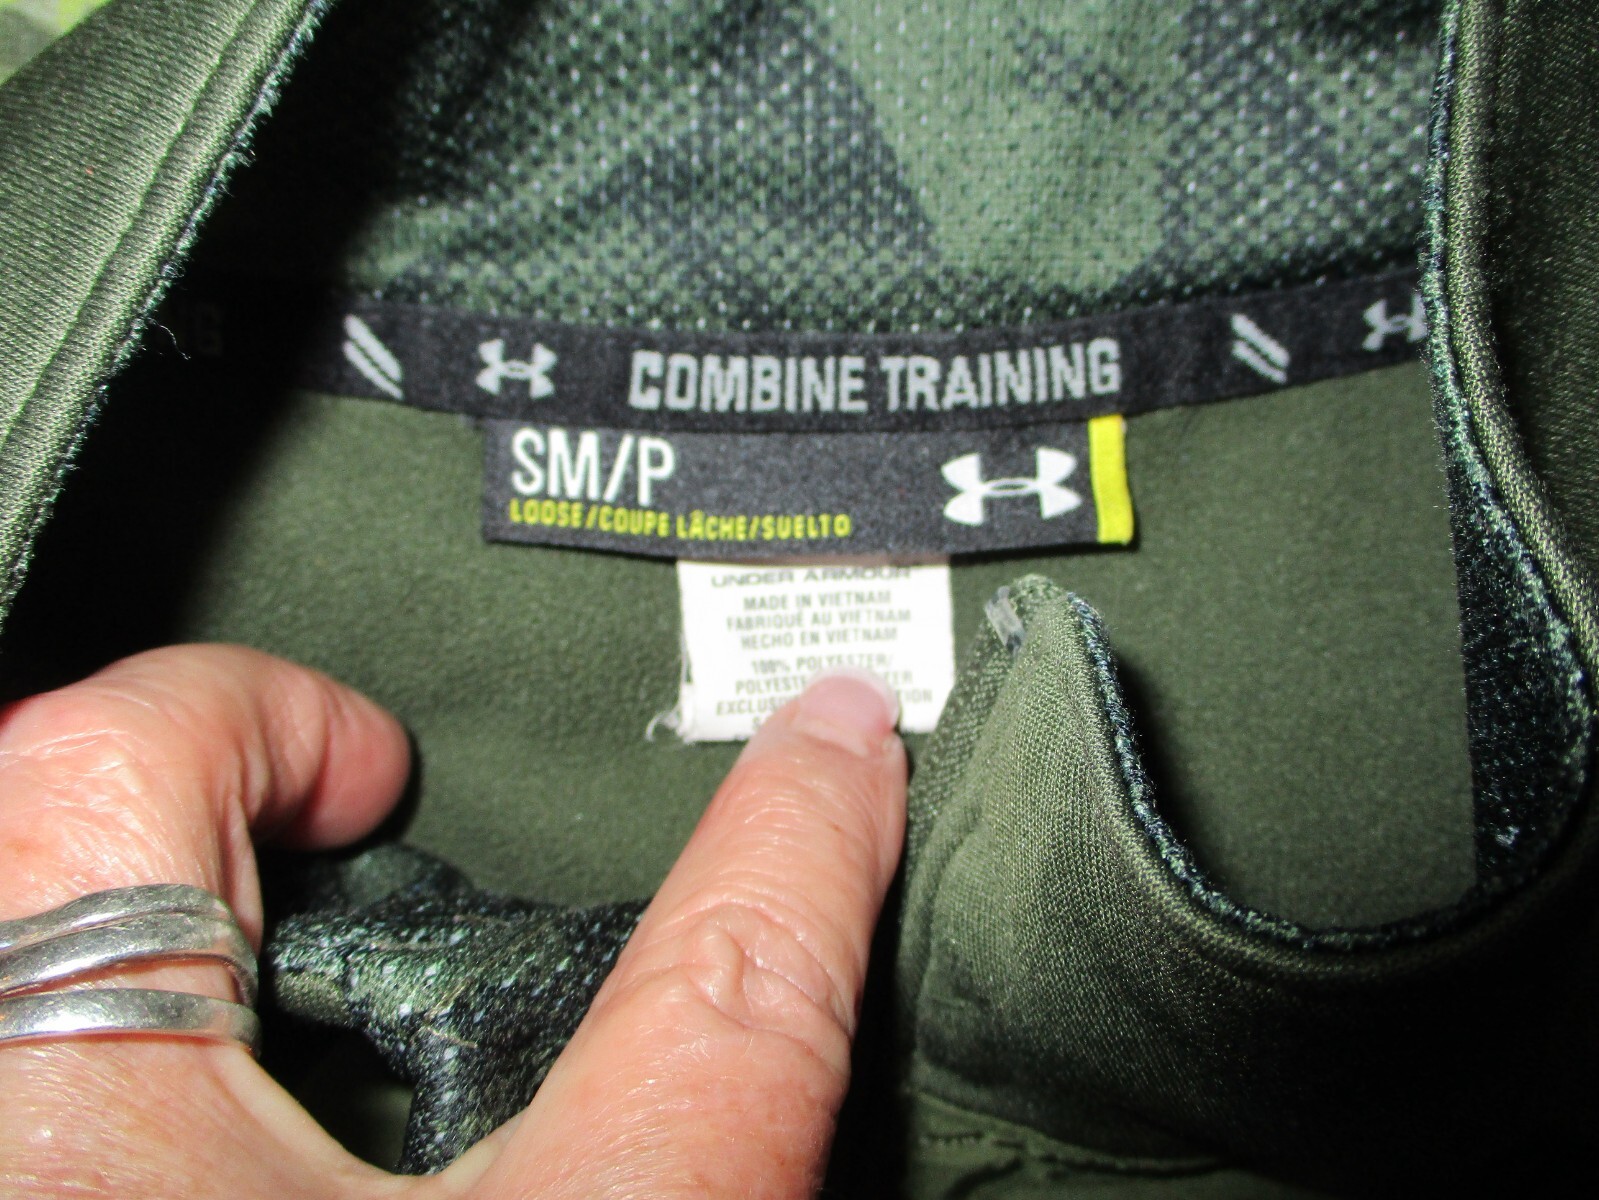 COMBINE TRAINING
SM/P
LOOSE/COUPE LÂCHE/SUELTO
UNDER ARMOUR
MADE IN VIETNAM
FABRIQUÉ AU VIETNAM
HECHO EN VIETNAM
100% POLYESTER/